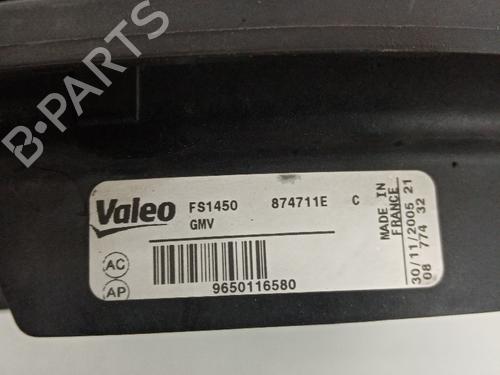 B-PARTS
Valeo FS1450 874711E C
GMV
AC
AP
9650116580
MADE IN
FRANCE
30/11/2005 21
08 774 32